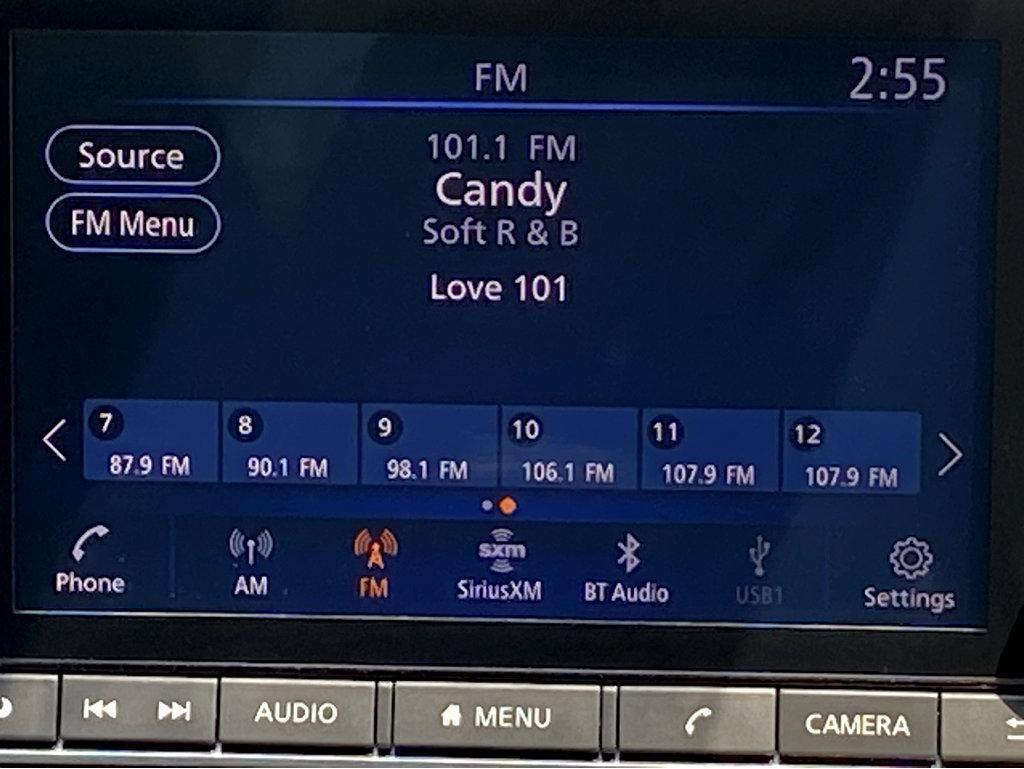 FM
2:55
Source
101.1 FM
Candy
FM Menu
Soft R & B
Love 101
7
8
9
10
11
12
87.9 FM
90.1 FM
98.1 FM
106.1 FM
107.9 FM
107.9 FM
sxm
Phone
AM
FM
SiriusXM
BT Audio
USB1
Settings
AUDIO
MENU
CAMERA